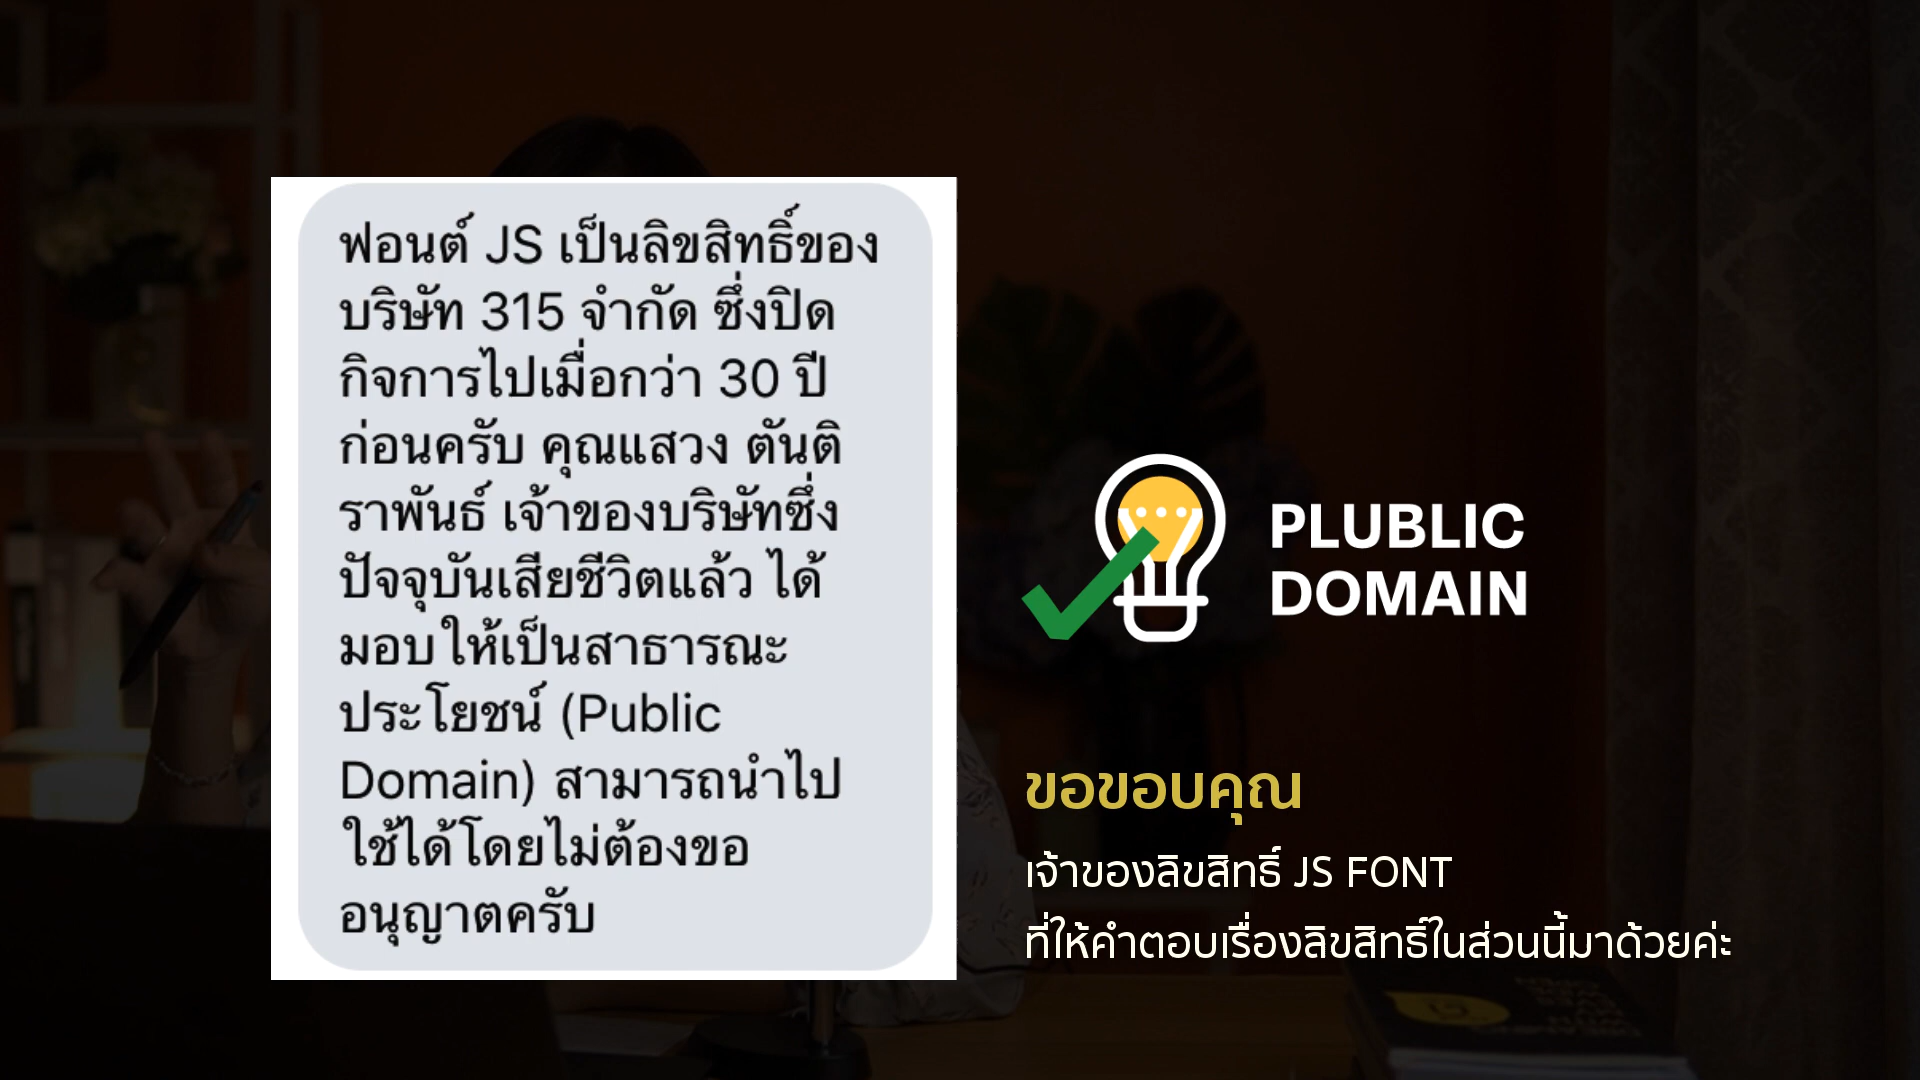 ฟอนต์ JS เป็นลิขสิทธิ์ของ
บริษัท 315 จำกัด ซึ่งปิด
กิจการไปเมื่อกว่า 30 ปี
ก่อนครับ คุณแสวง ตันติ
ราพันธ์ เจ้าของบริษัทซึ่ง
ปัจจุบันเสียชีวิตแล้ว ได้
มอบให้เป็นสาธารณะ
ประโยชน์ (Public
Domain) สามารถนำไป
ใช้ได้โดยไม่ต้องขอ
อนุญาตครับ
PLUBLIC
DOMAIN
ขอขอบคุณ
เจ้าของลิขสิทธิ์ JS FONT
ที่ให้คำตอบเรื่องลิขสิทธิ์ในส่วนนี้มาด้วยค่ะ